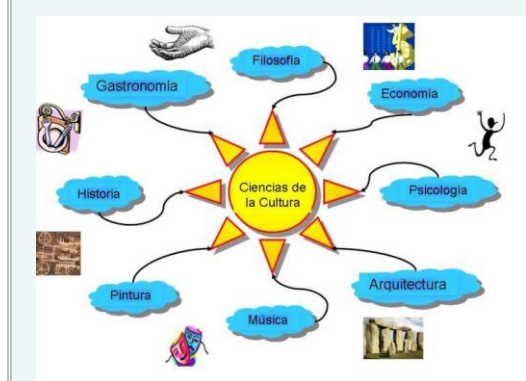 Filosofía
Gastronomía
Economía
Ciencias de
la Cultura
Historia
Psicología
Pintura
Arquitectura
Música